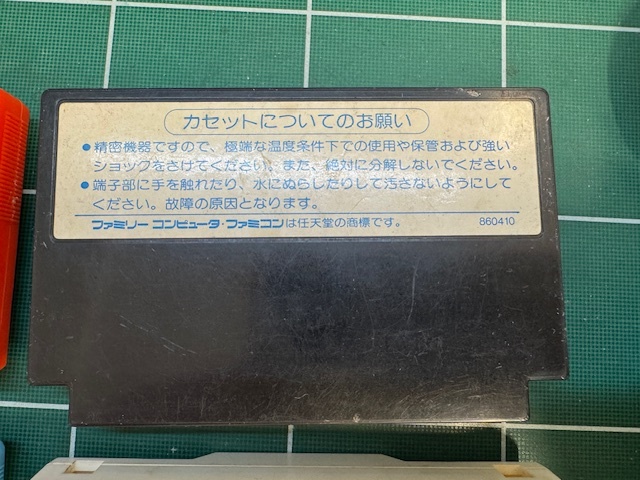 カセットについてのお願い
●精密機器ですので、極端な温度条件下での使用や保管および強い
ショックをさけてください。また、絶対に分解しないでください。
●端子部に手を触れたり、水にぬらしたりして汚さないようにして
ください。故障の原因となります。
ファミリー コンピュータ・ファミコンは任天堂の商標です。 860410